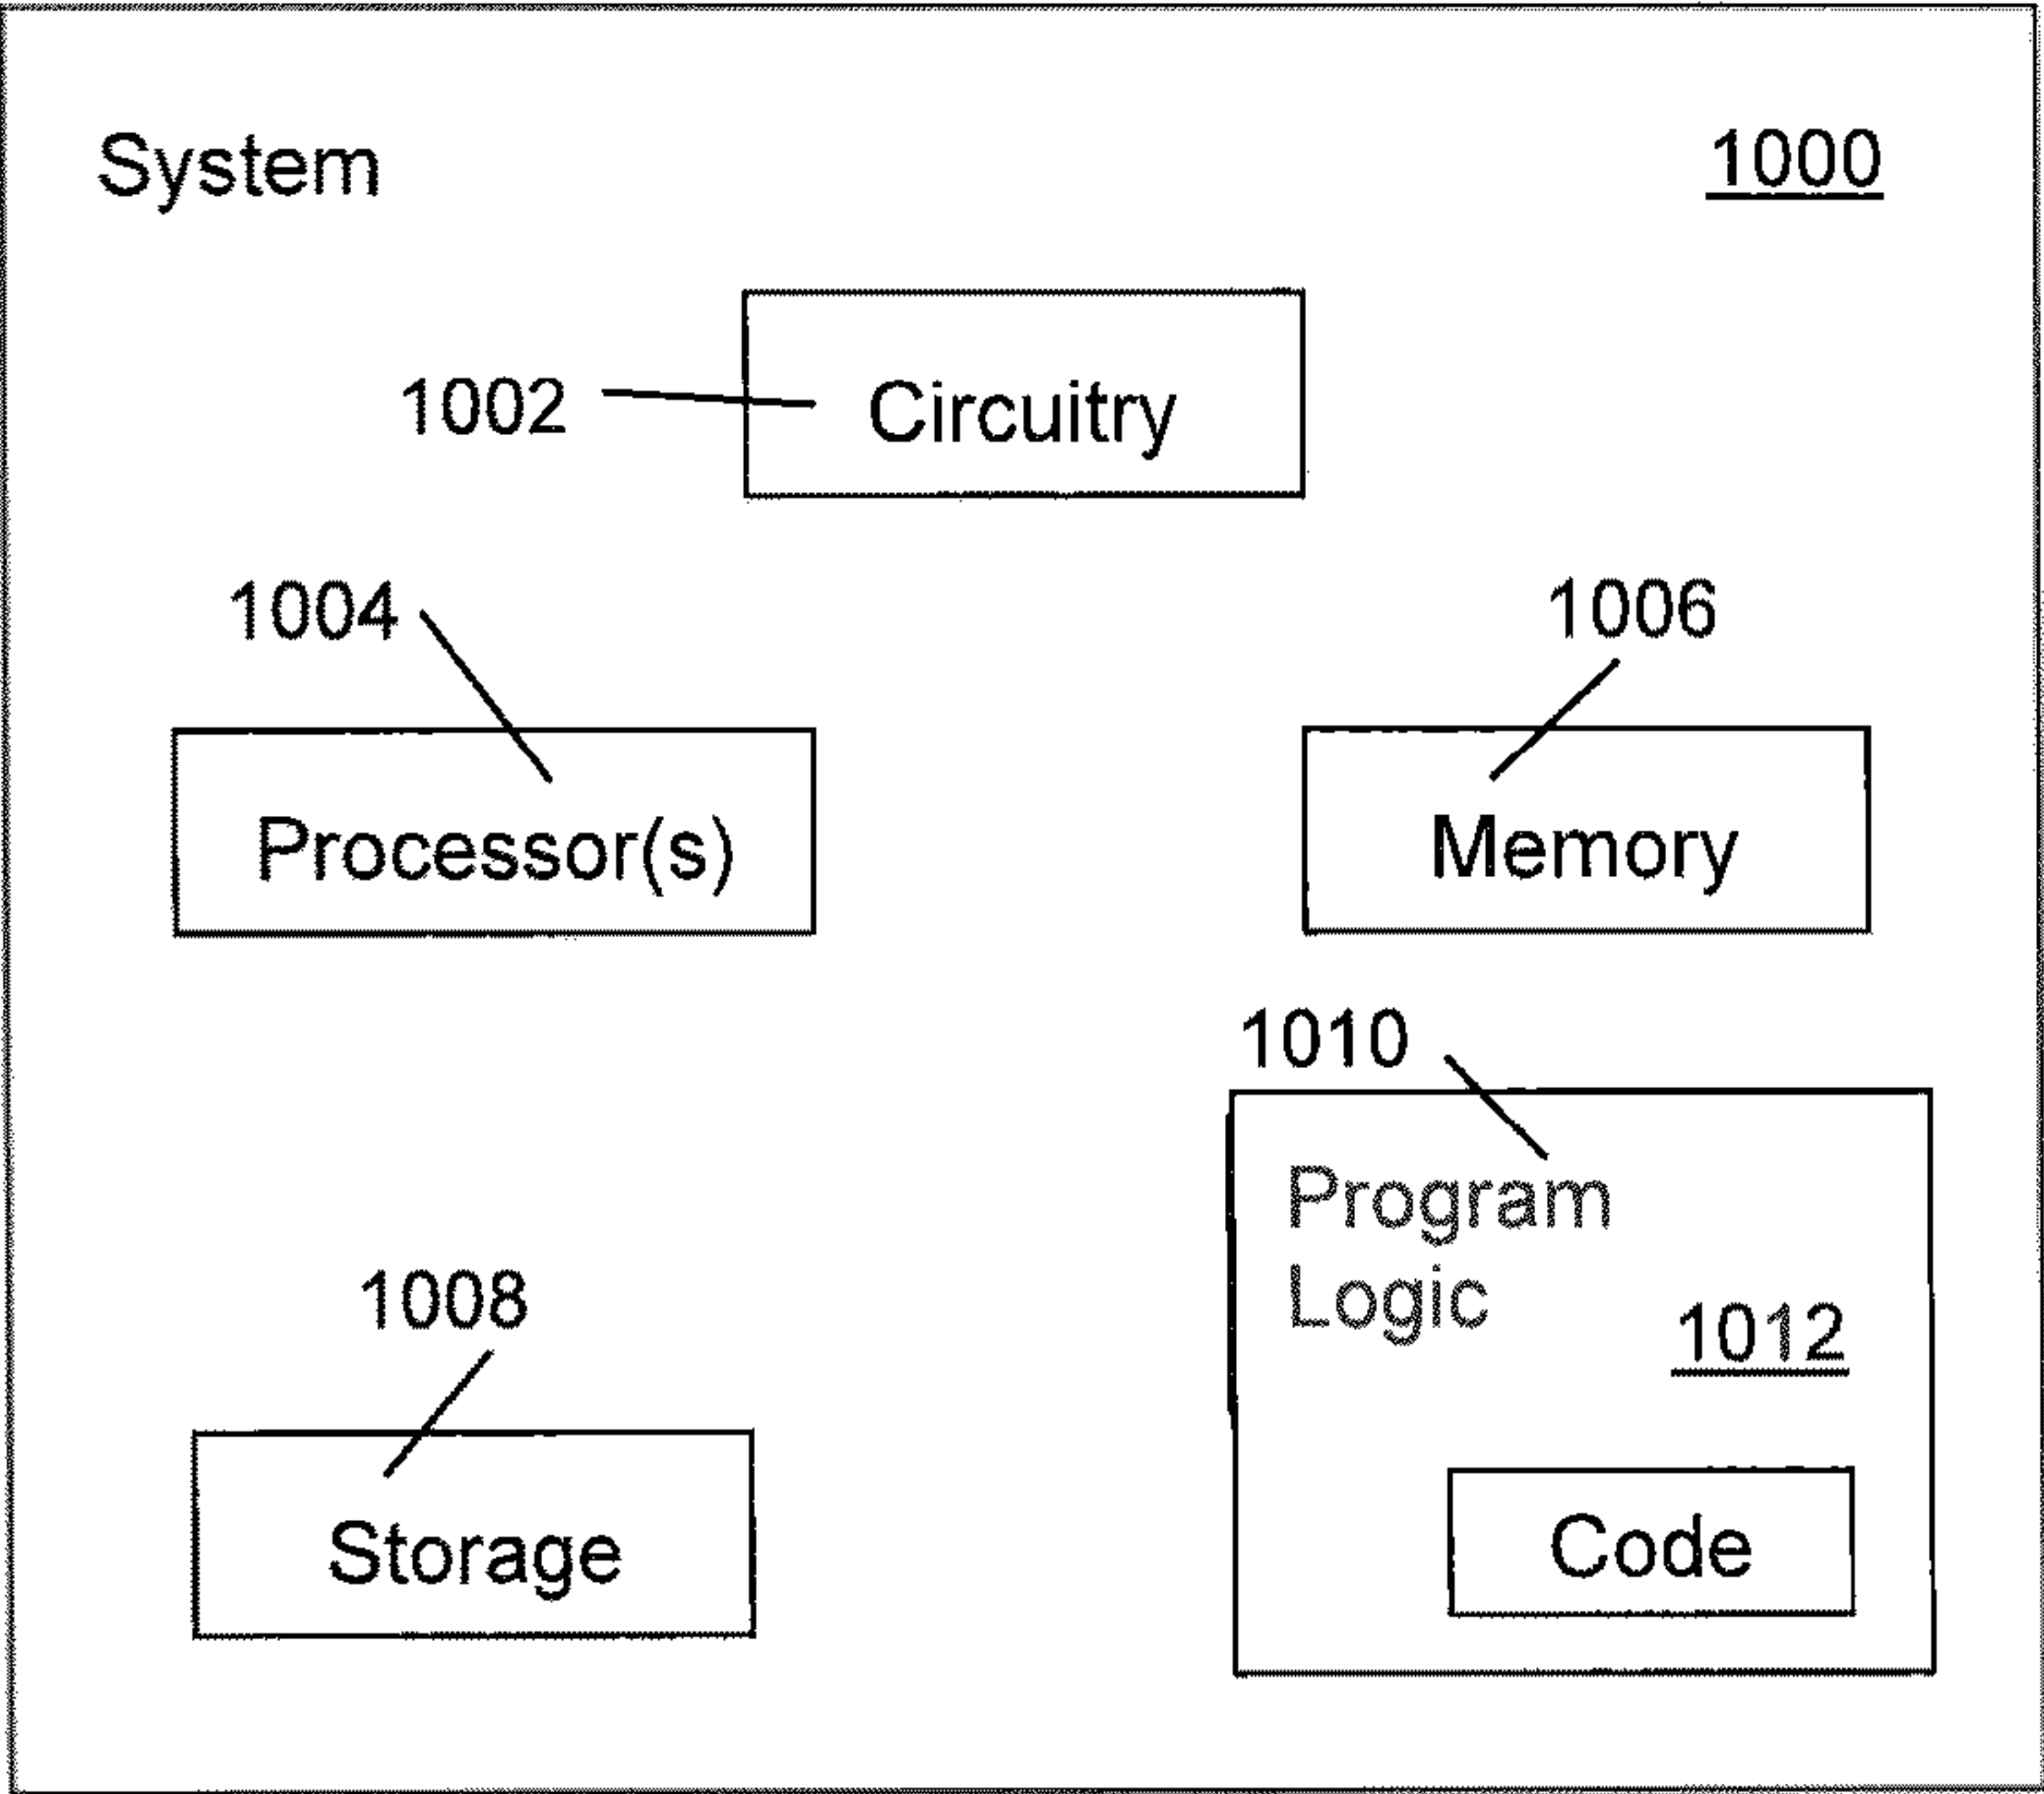 System 1000
1002 Circuitry
1004 1006
Processor(s) Memory
1010
Program
Logic
1008 1012
Storage Code